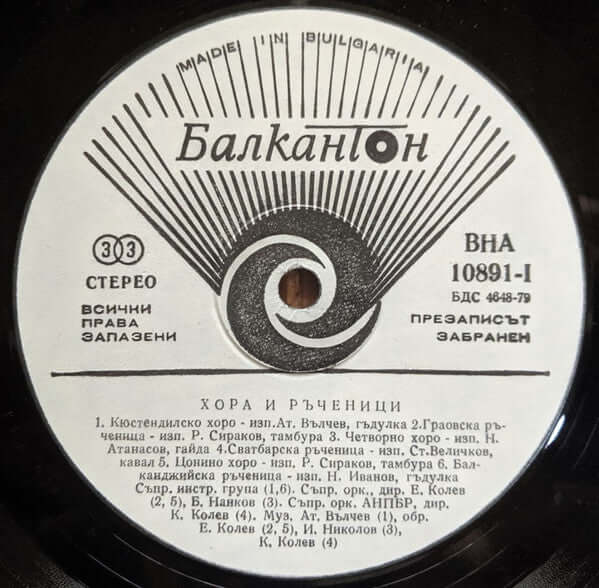 MADE IN BULGARIA
Балкантон
33
СТЕРЕО
ВСИЧКИ
ПРАВА
ЗАПАЗЕНИ
ВНА
10891-I
БДС 4648-79
ПРЕЗАПИСЪТ
ЗАБРАНЕН
ХОРА И РЪЧЕНИЦИ
1. Кюстендилско хоро - изп.Ат. Вълчев, гъдулка 2.Граовска ръ-
ченица - изп. Р. Сираков, тамбура 3. Четворно хоро - изп. Н.
Атанасов, гайда 4.Сватбарска ръченица - изп. Ст.Величков,
кавал 5. Цонино хоро - изп. Р. Сираков, тамбура 6. Бал-
канджийска ръченица - изп. Н. Иванов, гъдулка
Съпр. инстр. група (1,6). Съпр. орк., дир. Е. Колев
(2, 5), Б. Нанков (3). Съпр. орк. АНПБР, дир.
К. Колев (4). Муз. Ат. Вълчев (1), обр.
Е. Колев (2, 5), И. Николов (3),
К. Колев (4)